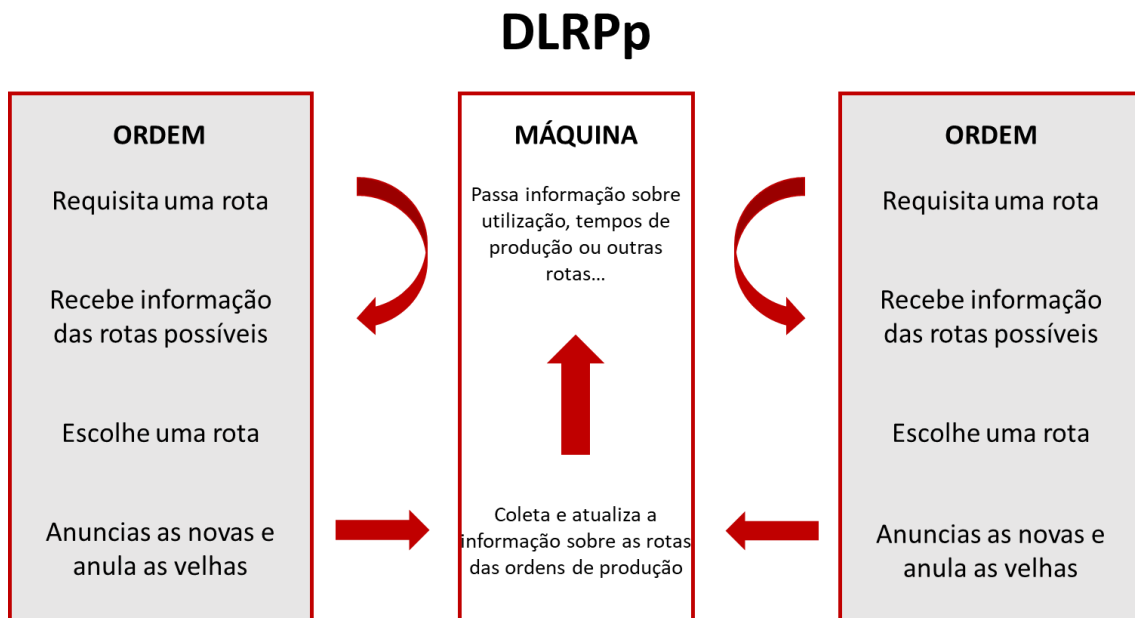 DLRPp
ORDEM
Requisita uma rota
Recebe informação
das rotas possíveis
Escolhe uma rota
Anuncias as novas e
anula as velhas
MÁQUINA
Passa informação sobre
utilização, tempos de
produção ou outras
rotas...
Coleta e atualiza a
informação sobre as rotas
das ordens de produção
ORDEM
Requisita uma rota
Recebe informação
das rotas possíveis
Escolhe uma rota
Anuncias as novas e
anula as velhas